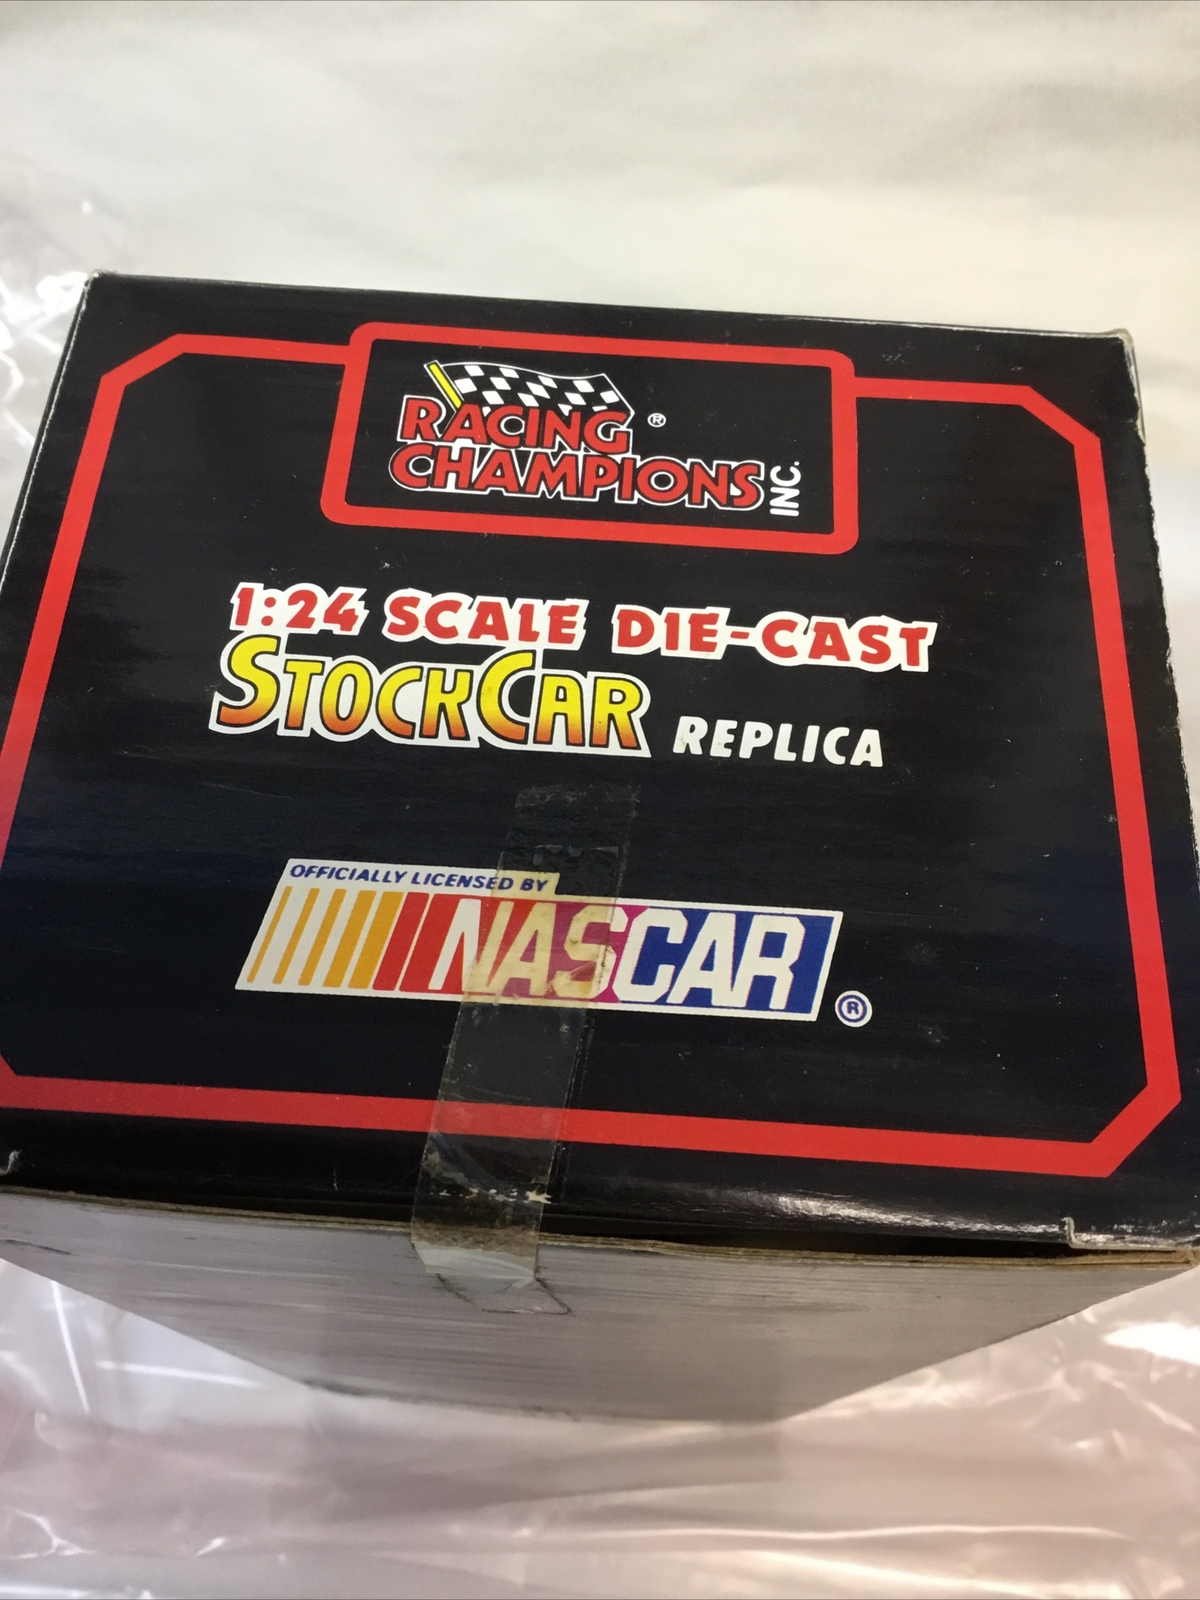 RACING ®
CHAMPIONS INC.
1:24 SCALE DIE-CAST
STOCKCAR REPLICA
OFFICIALLY LICENSED BY
NASCAR ®